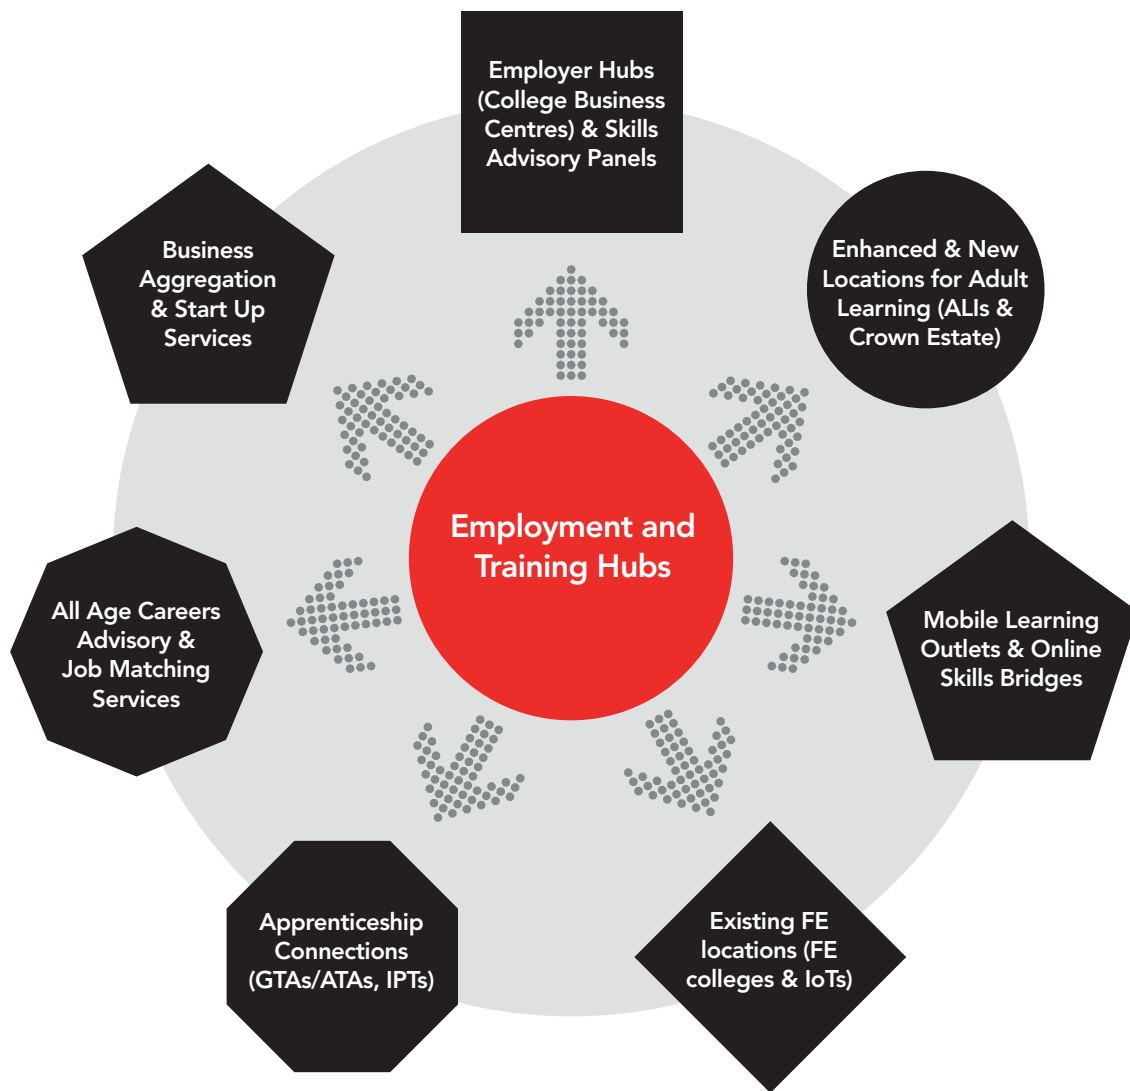 Employer Hubs
(College Business
Centres) & Skills
Advisory Panels
Enhanced & New
Locations for Adult
Learning (ALIs &
Crown Estate)
Mobile Learning
Outlets & Online
Skills Bridges
Existing FE
locations (FE
colleges & IoTs)
Apprenticeship
Connections
(GTAs/ATAs, IPTs)
All Age Careers
Advisory &
Job Matching
Services
Business
Aggregation
& Start Up
Services
Employment and
Training Hubs